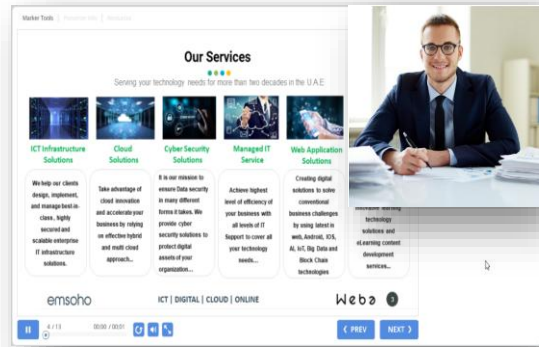 Marker Tools
Our Services
Serving your technology needs for more than two decades in the U.A.E
ICT Infrastructure
Solutions
We help our clients
design, implement,
and manage best-in-
class, highly
secured and
scalable enterprise
IT infrastructure
solutions.
Cloud
Solutions
Take advantage of
cloud innovation
and accelerate your
business by relying
on effective hybrid
and multi cloud
approach...
Cyber Security
Solutions
It is our mission to
ensure Data security
in many different
forms it takes. We
provide cyber
security solutions to
protect digital
assets of your
organization...
Managed IT
Service
Achieve highest
level of efficiency of
your business with
all levels of IT
Support to cover all
your technology
needs...
Web Application
Solutions
Creating digital
solutions to solve
conventional
business challenges
by using latest in
web, Android, IOS,
AI, IoT, Big Data and
Block Chain
technologies
technology
solutions and
eLearning content
development
services...
emsoho
ICT | DIGITAL | CLOUD | ONLINE
Weba
3
4 / 13
00:00 / 00:01
PREV
NEXT